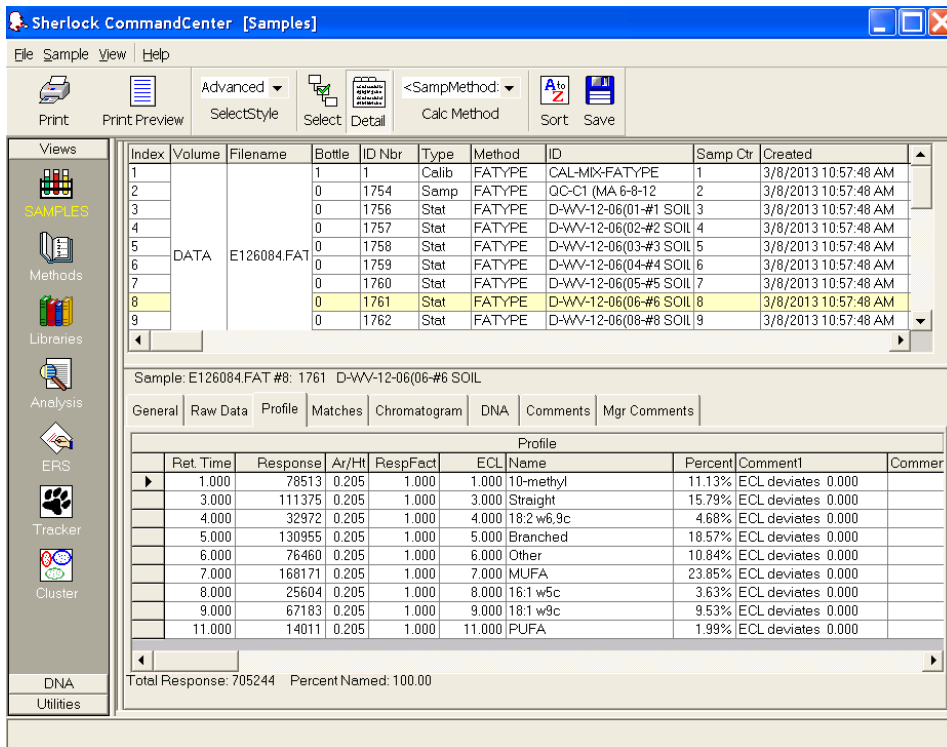 Sherlock CommandCenter [Samples]
File Sample View Help
Advanced <SampMethod:
Print Print Preview SelectStyle Select Detail Calc Method Sort Save
Views
SAMPLES
Methods
Libraries
Analysis
ERS
Tracker
Cluster
DNA
Utilities
Index Volume Filename Bottle ID Nbr Type Method ID Samp Ctr Created
1 1 1 Calib FATYPE CAL-MIX-FATYPE 1 3/8/2013 10:57:48 AM
2 0 1754 Samp FATYPE QC-C1 (MA 6-8-12 2 3/8/2013 10:57:48 AM
3 0 1756 Stat FATYPE D-WV-12-06(01-#1 SOIL 3 3/8/2013 10:57:48 AM
4 0 1757 Stat FATYPE D-WV-12-06(02-#2 SOIL 4 3/8/2013 10:57:48 AM
5 DATA E126084.FAT 0 1758 Stat FATYPE D-WV-12-06(03-#3 SOIL 5 3/8/2013 10:57:48 AM
6 0 1759 Stat FATYPE D-WV-12-06(04-#4 SOIL 6 3/8/2013 10:57:48 AM
7 0 1760 Stat FATYPE D-WV-12-06(05-#5 SOIL 7 3/8/2013 10:57:48 AM
8 0 1761 Stat FATYPE D-WV-12-06(06-#6 SOIL 8 3/8/2013 10:57:48 AM
9 0 1762 Stat FATYPE D-WV-12-06(08-#8 SOIL 9 3/8/2013 10:57:48 AM
Sample: E126084.FAT #8: 1761 D-WV-12-06(06-#6 SOIL
General Raw Data Profile Matches Chromatogram DNA Comments Mgr Comments
Profile
Ret. Time Response Ar/Ht RespFact ECL Name Percent Comment1 Commer
1.000 78513 0.205 1.000 1.000 10-methyl 11.13% ECL deviates 0.000
3.000 111375 0.205 1.000 3.000 Straight 15.79% ECL deviates 0.000
4.000 32972 0.205 1.000 4.000 18:2 w6,9c 4.68% ECL deviates 0.000
5.000 130955 0.205 1.000 5.000 Branched 18.57% ECL deviates 0.000
6.000 76460 0.205 1.000 6.000 Other 10.84% ECL deviates 0.000
7.000 168171 0.205 1.000 7.000 MUFA 23.85% ECL deviates 0.000
8.000 25604 0.205 1.000 8.000 16:1 w5c 3.63% ECL deviates 0.000
9.000 67183 0.205 1.000 9.000 18:1 w9c 9.53% ECL deviates 0.000
11.000 14011 0.205 1.000 11.000 PUFA 1.99% ECL deviates 0.000
Total Response: 705244 Percent Named: 100.00